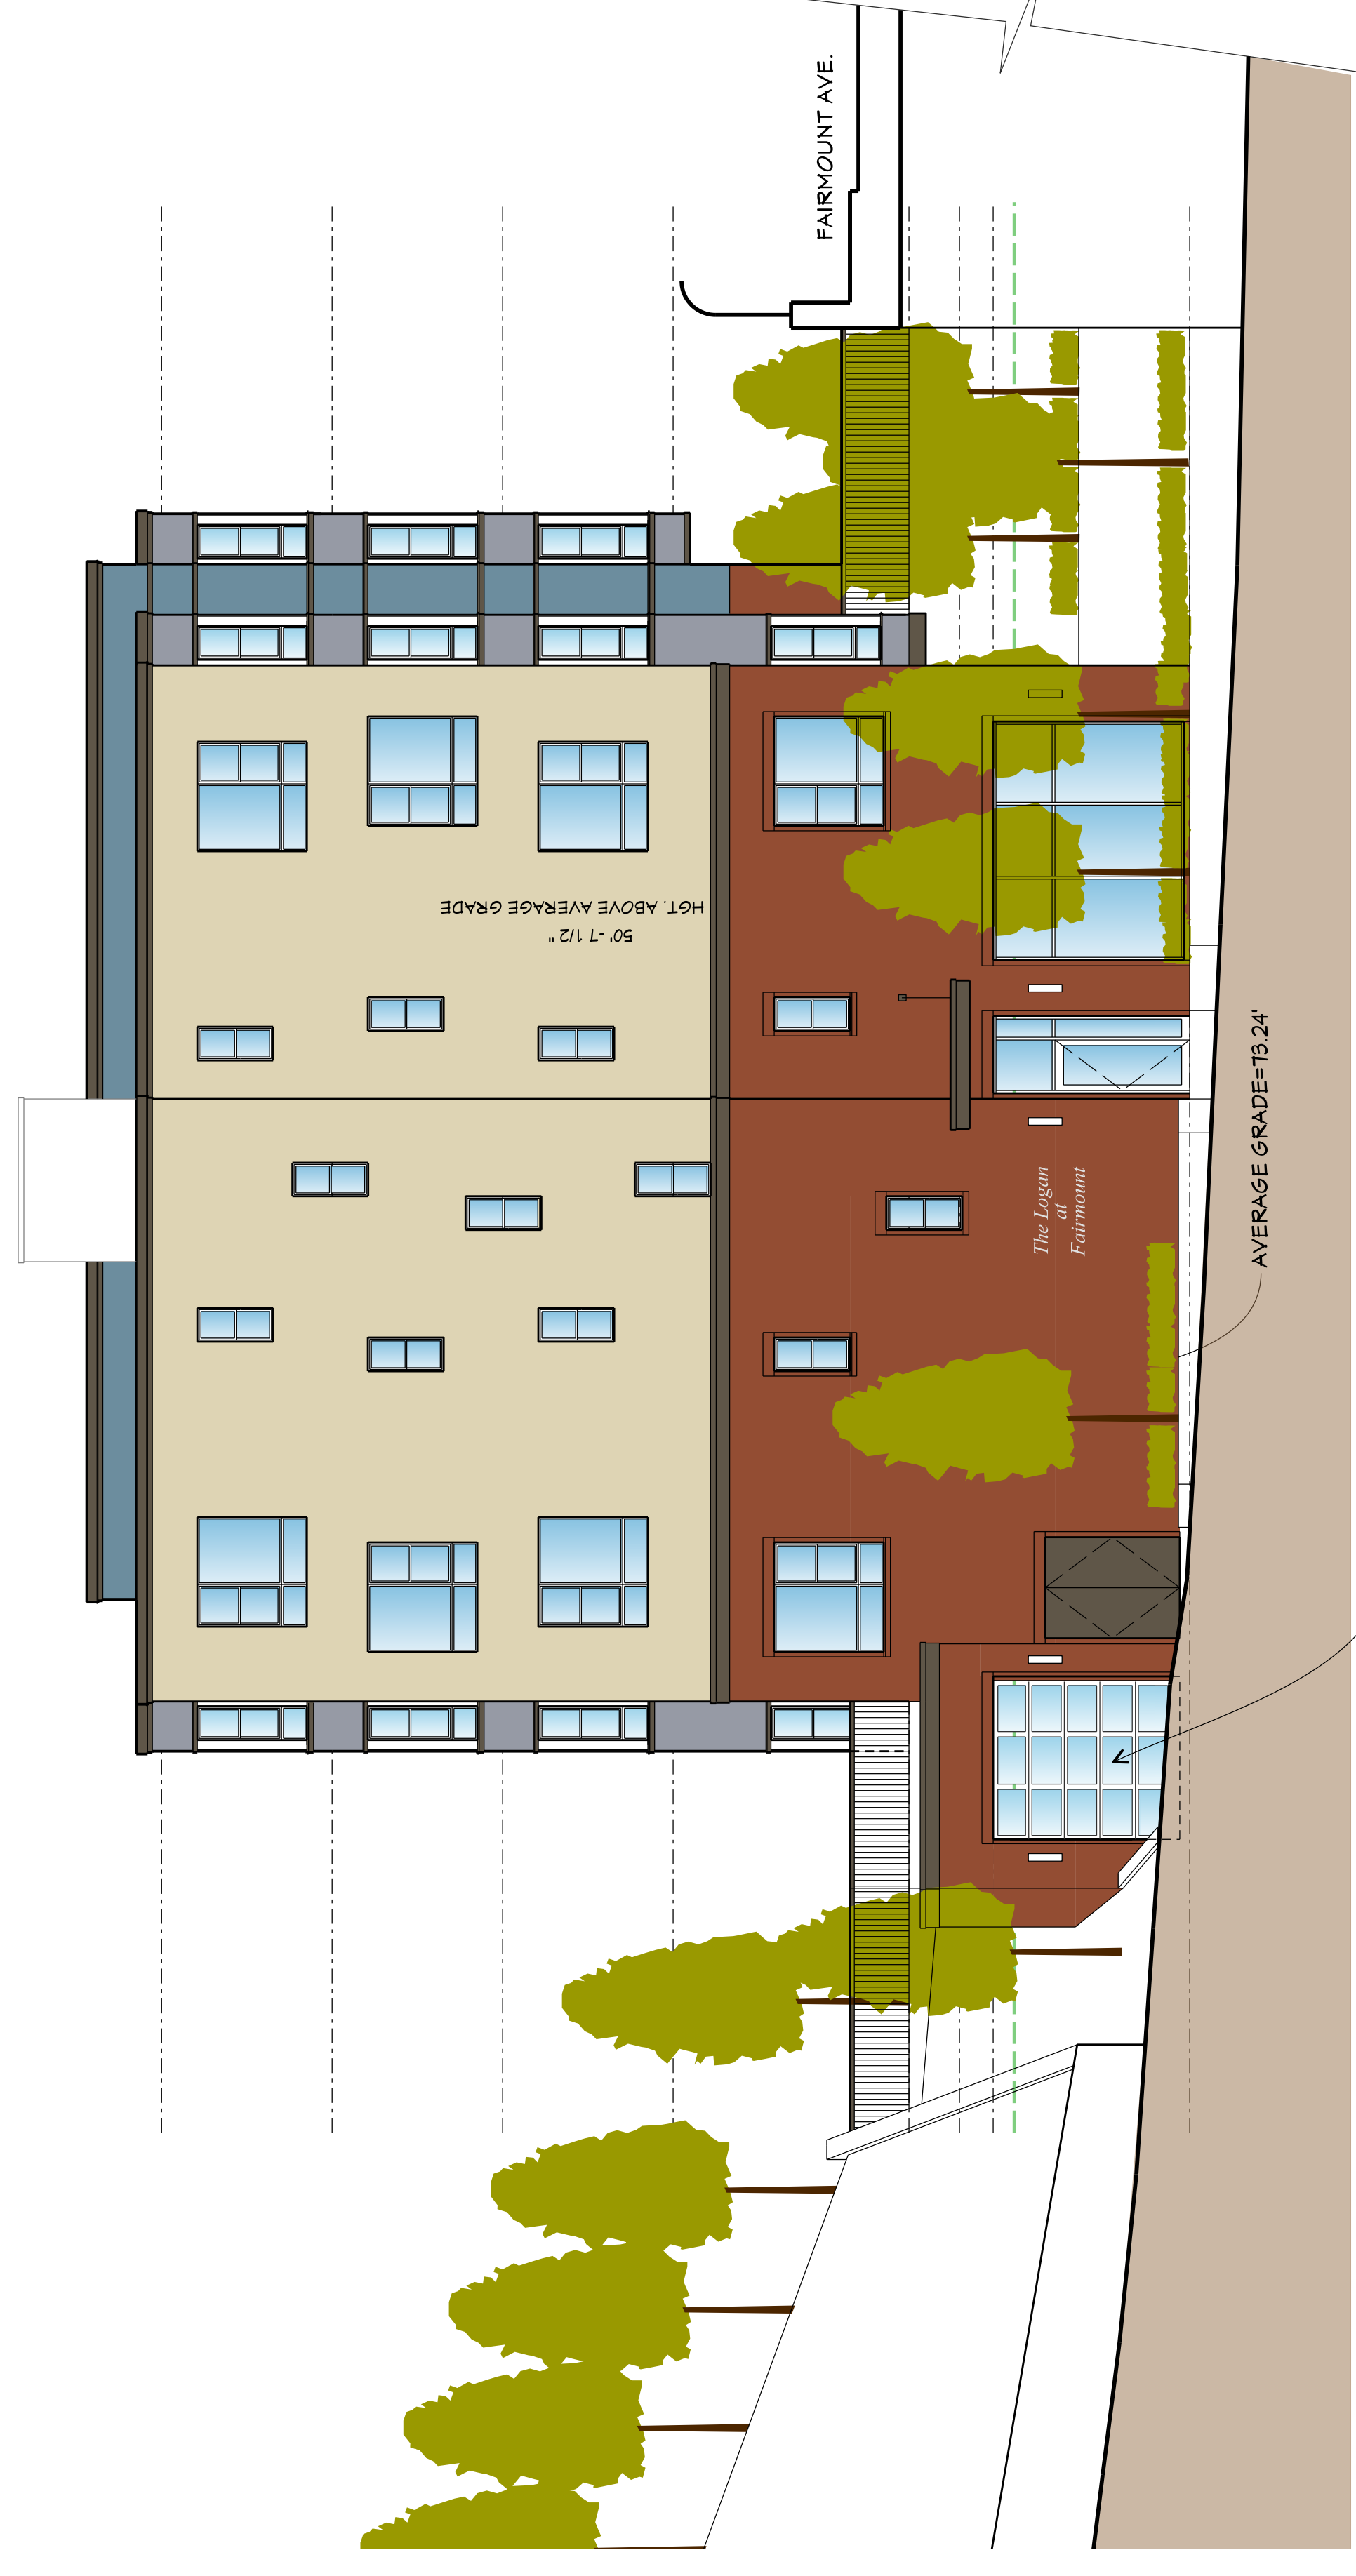 FAIRMOUNT AVE.
50'-7 1/2"
HGT. ABOVE AVERAGE GRADE
The Logan
at
Fairmount
AVERAGE GRADE=73.24'